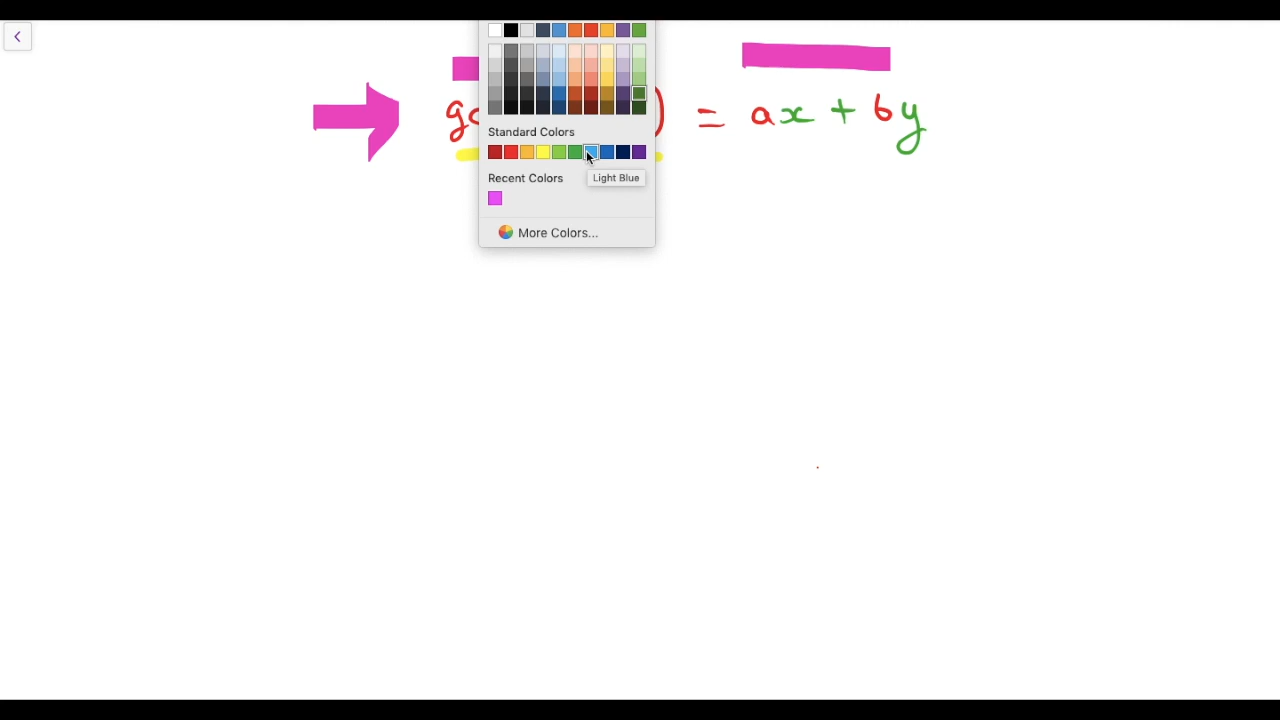 ) = ax + by
Standard Colors
Recent Colors
Light Blue
More Colors...